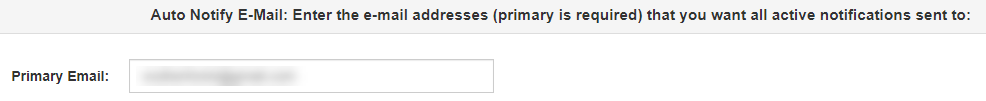 Auto Notify E-Mail: Enter the e-mail addresses (primary is required) that you want all active notifications sent to:
Primary Email: